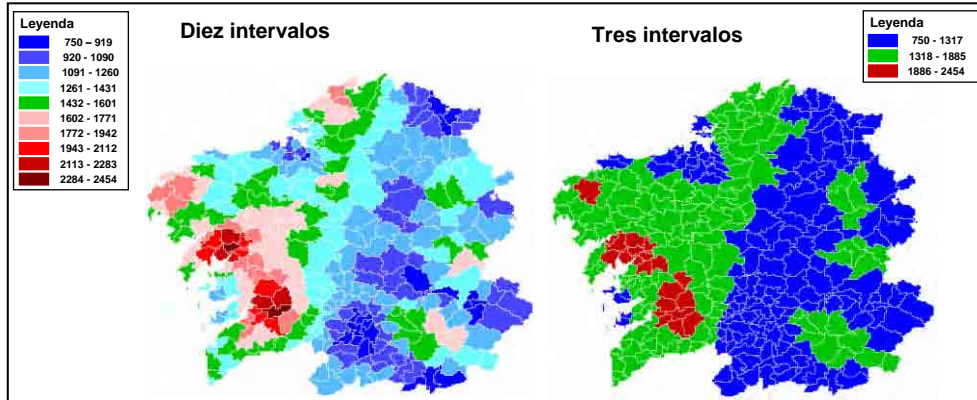 Leyenda
750 – 919
920 - 1090
1091 - 1260
1261 - 1431
1432 - 1601
1602 - 1771
1772 - 1942
1943 - 2112
2113 - 2283
2284 - 2454
Diez intervalos
Tres intervalos
Leyenda
750 - 1317
1318 - 1885
1886 - 2454